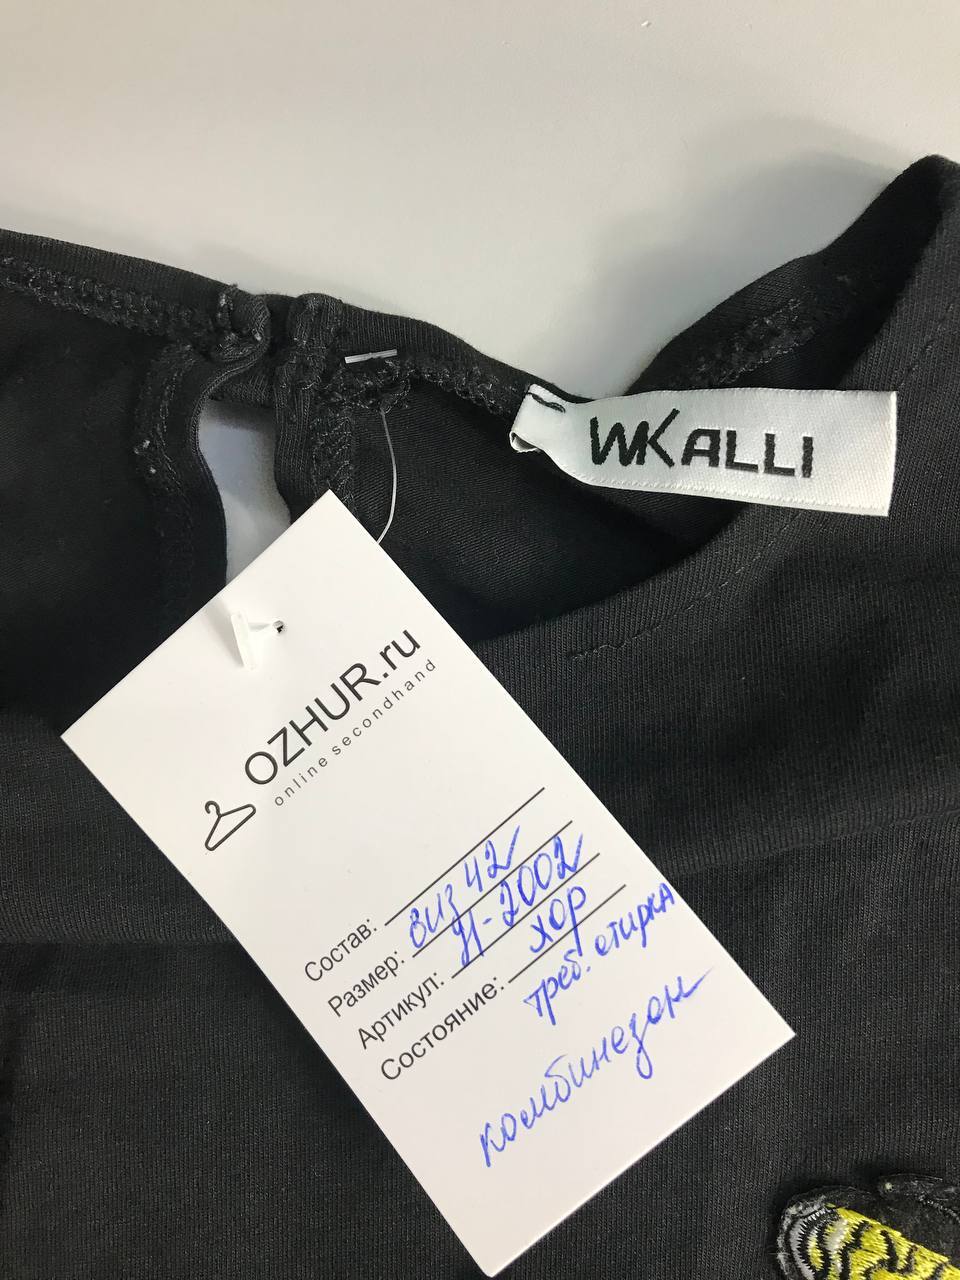 WKALLI
OZHUR.ru
online secondhand
Состав:
Размер: виз 42
Артикул: Я-2002
Состояние: хор
треб. стирка
комбинезон